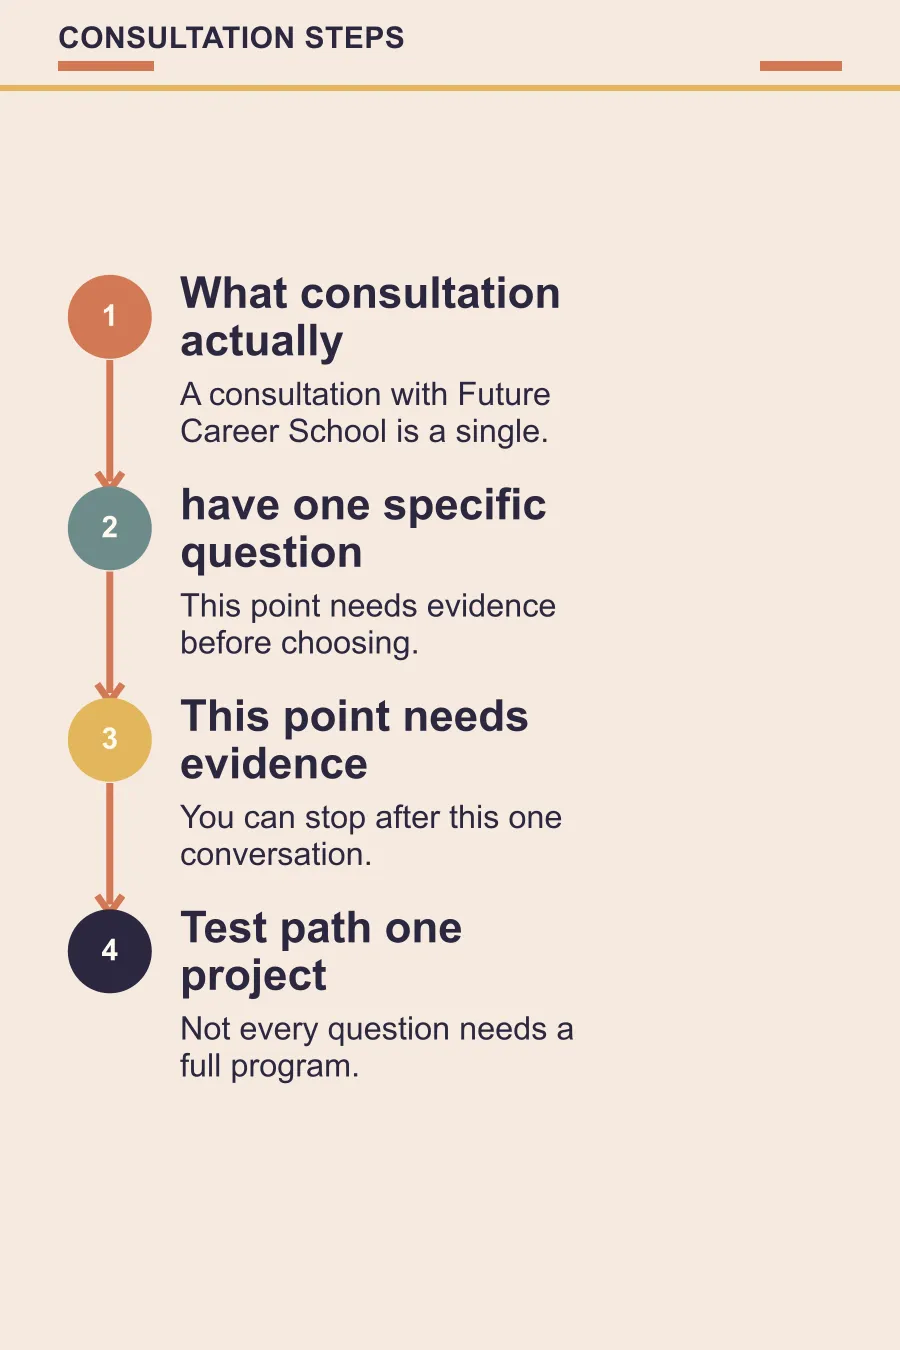 CONSULTATION STEPS
1
What consultation
actually
A consultation with Future
Career School is a single.
2
have one specific
question
This point needs evidence
before choosing.
3
This point needs
evidence
You can stop after this one
conversation.
4
Test path one
project
Not every question needs a
full program.